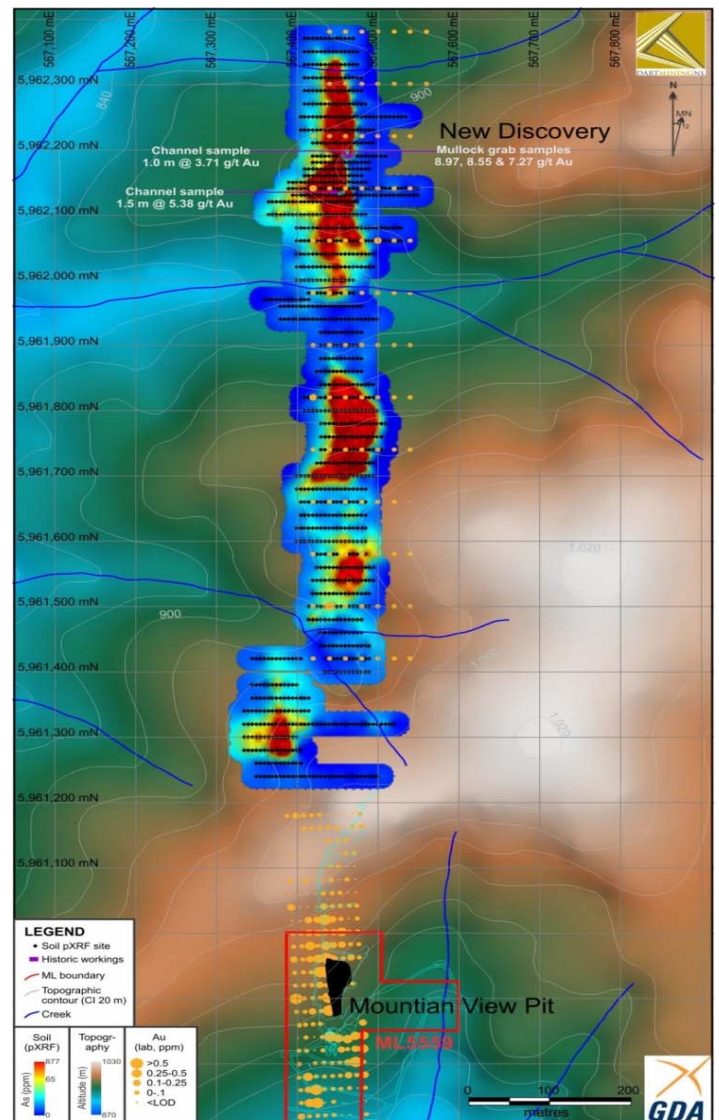 567,100 mE
567,200 mE
567,300 mE
567,400 mE
567,500 mE
567,600 mE
567,700 mE
567,800 mE
DARTMININGNL
N
MN
12
5,962,300 mN
840
900
5,962,200 mN
New Discovery
Channel sample
1.0 m @ 3.71 g/t Au
Mullock grab samples
8.97, 8.55 & 7.27 g/t Au
Channel sample
1.5 m @ 5.38 g/t Au
5,962,100 mN
5,962,000 mN
5,961,900 mN
5,961,800 mN
5,961,700 mN
5,961,600 mN
1,020
5,961,500 mN
900
5,961,400 mN
5,961,300 mN
1,020
5,961,200 mN
5,961,100 mN
LEGEND
Soil pXRF site
Historic workings
ML boundary
Topographic
contour (CI 20 m)
Creek
Mountian View Pit
ML5559
Soil
(pXRF)
As (ppm)
877
65
0
Topogr-
aphy
Altitude (m)
1030
870
Au
(lab, ppm)
>0.5
0.25-0.5
0.1-0.25
0-.1
<LOD
0
100
200
metres
GDA